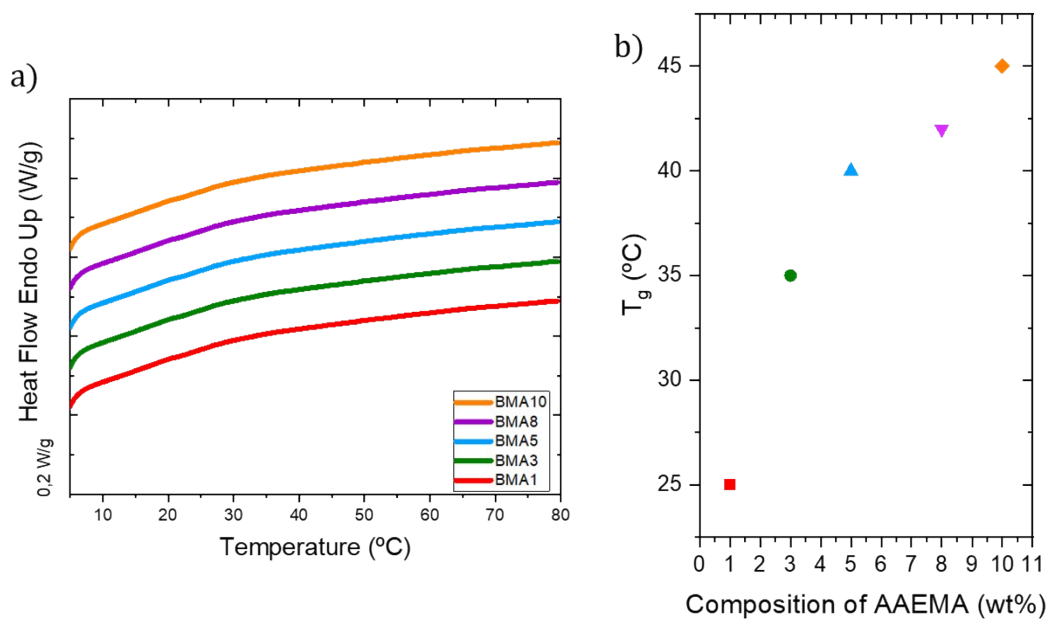 a)
Heat Flow Endo Up (W/g)
0,2 W/g
BMA10
BMA8
BMA5
BMA3
BMA1
10 20 30 40 50 60 70 80
Temperature (ºC)
b)
45
40
35
30
25
Tg (ºC)
0 1 2 3 4 5 6 7 8 9 10 11
Composition of AAEMA (wt%)